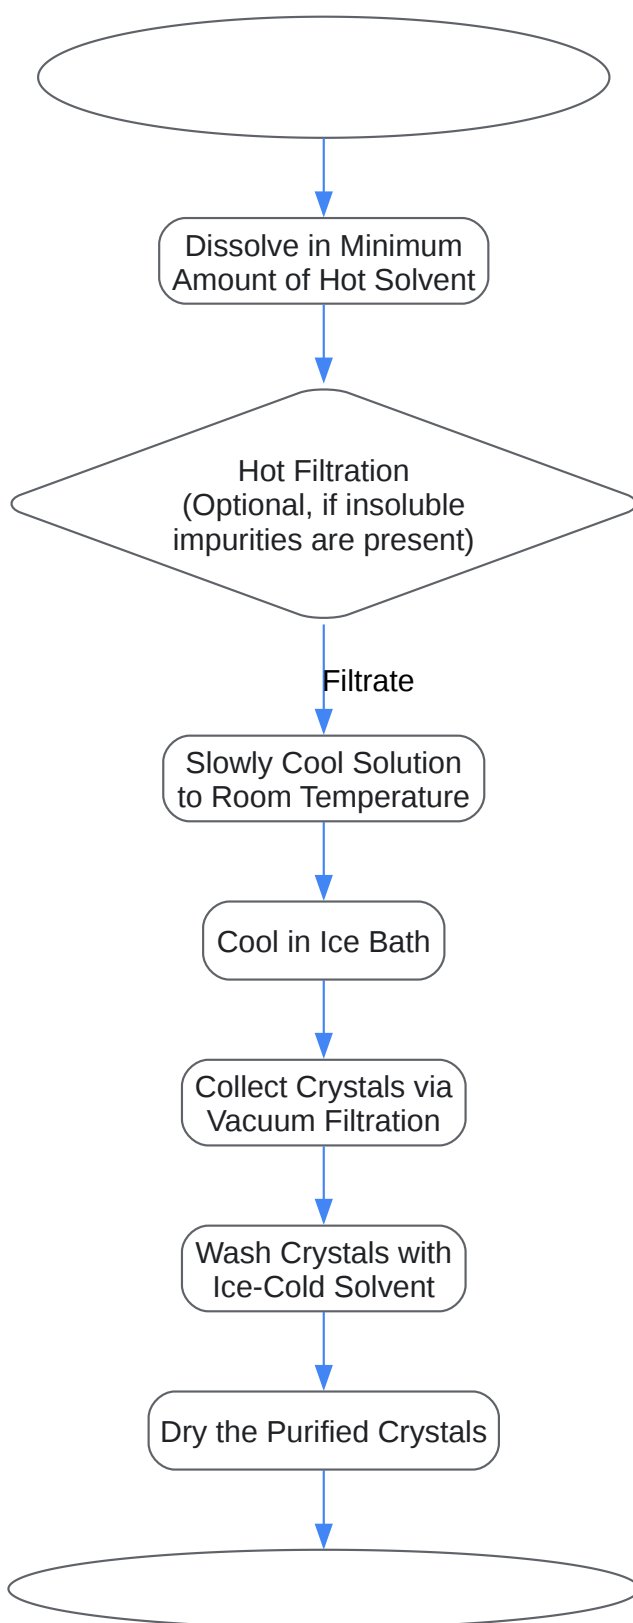 Dissolve in Minimum
Amount of Hot Solvent
Hot Filtration
(Optional, if insoluble
impurities are present)
Filtrate
Slowly Cool Solution
to Room Temperature
Cool in Ice Bath
Collect Crystals via
Vacuum Filtration
Wash Crystals with
Ice-Cold Solvent
Dry the Purified Crystals